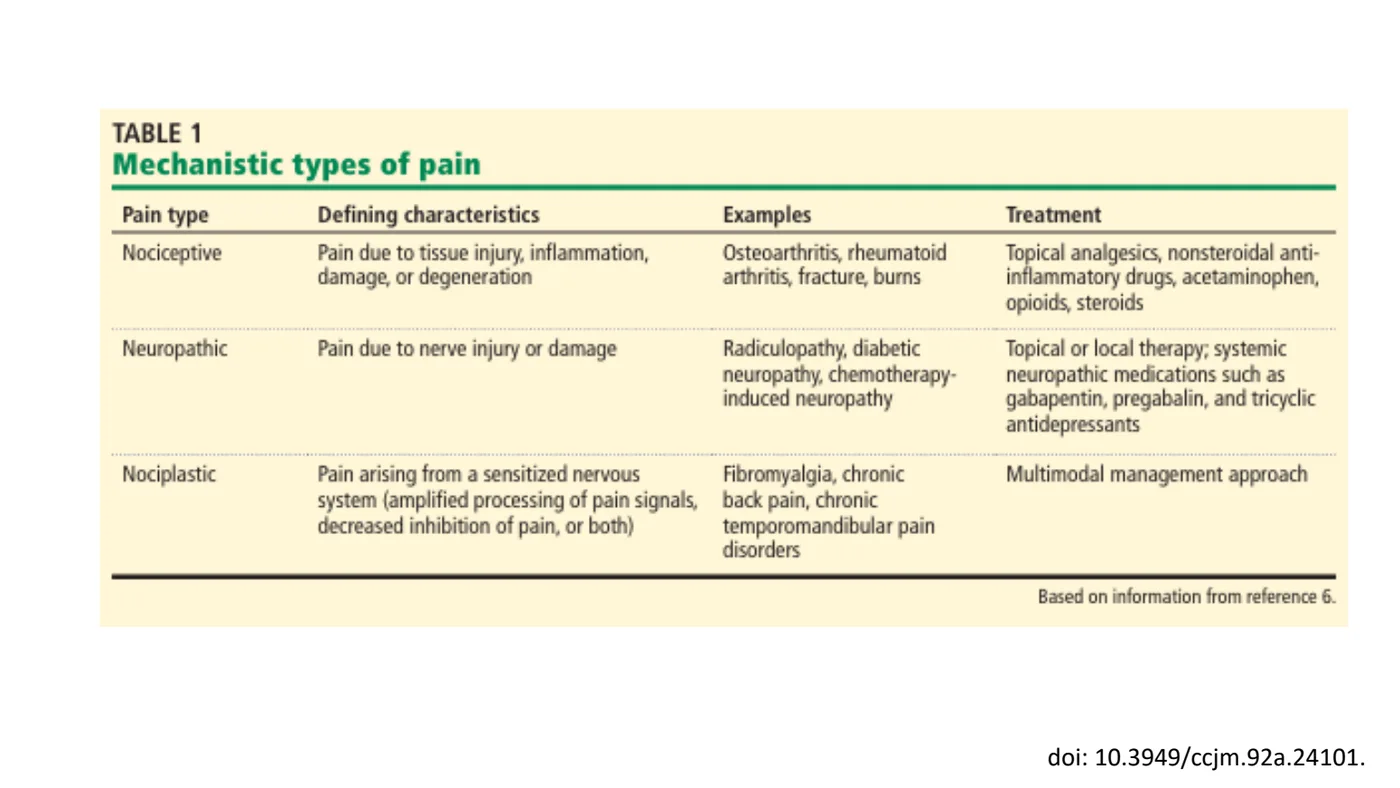 TABLE 1
Mechanistic types of pain
Pain type Defining characteristics Examples Treatment
Nociceptive Pain due to tissue injury, inflammation, Osteoarthritis, rheumatoid Topical analgesics, nonsteroidal anti-
damage, or degeneration arthritis, fracture, burns inflammatory drugs, acetaminophen,
opioids, steroids
Neuropathic Pain due to nerve injury or damage Radiculopathy, diabetic Topical or local therapy; systemic
neuropathy, chemotherapy- neuropathic medications such as
induced neuropathy gabapentin, pregabalin, and tricyclic
antidepressants
Nociplastic Pain arising from a sensitized nervous Fibromyalgia, chronic Multimodal management approach
system (amplified processing of pain signals, back pain, chronic
decreased inhibition of pain, or both) temporomandibular pain
disorders
Based on information from reference 6.
doi: 10.3949/ccjm.92a.24101.